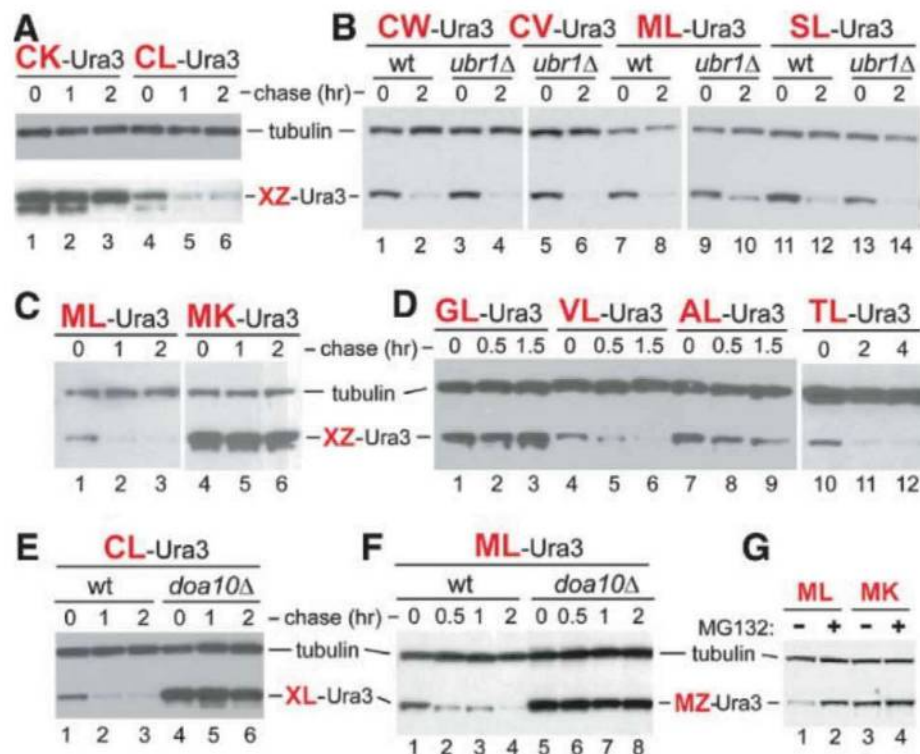 A
CK-Ura3 CL-Ura3
0 1 2 0 1 2 – chase (hr) –
– tubulin –
– XZ-Ura3 –
1 2 3 4 5 6
B
CW-Ura3 CV-Ura3 ML-Ura3 SL-Ura3
wt ubr1Δ ubr1Δ wt ubr1Δ wt ubr1Δ
0 2 0 2 0 2 0 2 0 2 0 2 0 2
1 2 3 4 5 6 7 8 9 10 11 12 13 14
C
ML-Ura3 MK-Ura3
0 1 2 0 1 2 – chase (hr) –
– tubulin –
– XZ-Ura3 –
1 2 3 4 5 6
D
GL-Ura3 VL-Ura3 AL-Ura3 TL-Ura3
0 0.5 1.5 0 0.5 1.5 0 0.5 1.5 0 2 4
1 2 3 4 5 6 7 8 9 10 11 12
E
CL-Ura3
wt doa10Δ
0 1 2 0 1 2 – chase (hr) –
– tubulin –
– XL-Ura3 –
1 2 3 4 5 6
F
ML-Ura3
wt doa10Δ
0 0.5 1 2 0 0.5 1 2
1 2 3 4 5 6 7 8
G
ML MK
MG132: - + - +
– tubulin –
– MZ-Ura3 –
1 2 3 4